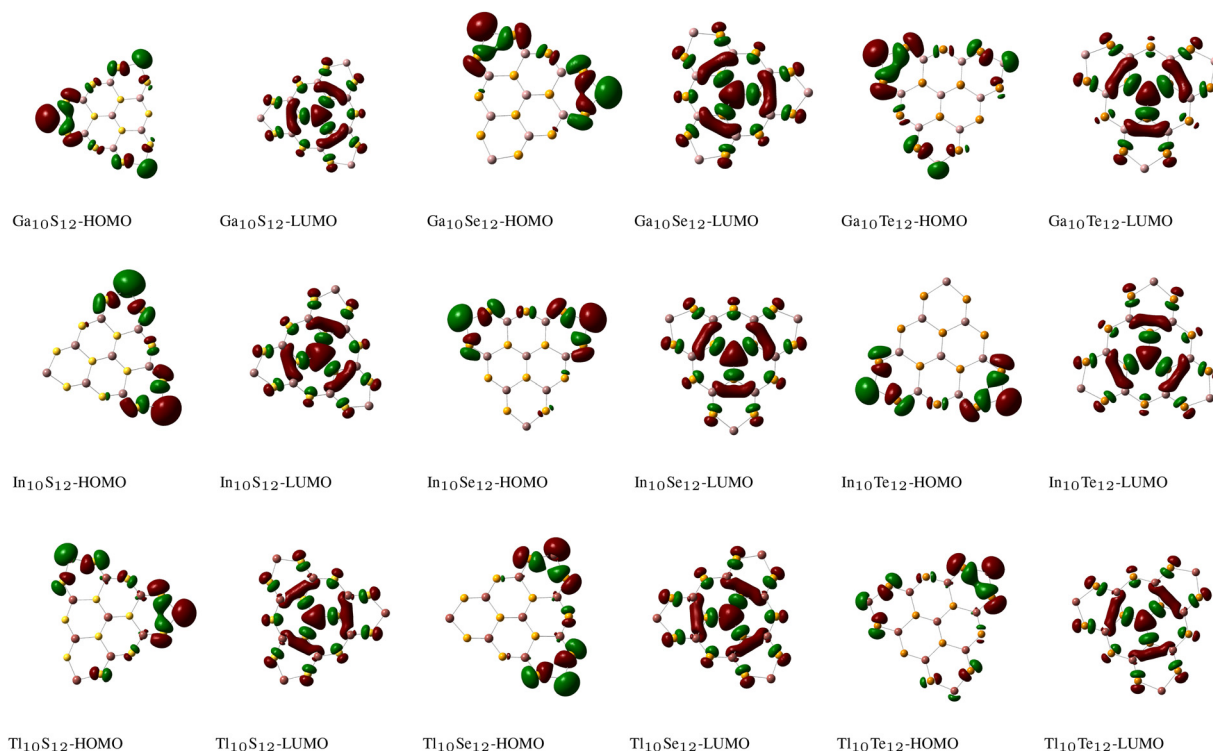 Ga₁₀S₁₂-HOMO
Ga₁₀S₁₂-LUMO
Ga₁₀Se₁₂-HOMO
Ga₁₀Se₁₂-LUMO
Ga₁₀Te₁₂-HOMO
Ga₁₀Te₁₂-LUMO
In₁₀S₁₂-HOMO
In₁₀S₁₂-LUMO
In₁₀Se₁₂-HOMO
In₁₀Se₁₂-LUMO
In₁₀Te₁₂-HOMO
In₁₀Te₁₂-LUMO
Tl₁₀S₁₂-HOMO
Tl₁₀S₁₂-LUMO
Tl₁₀Se₁₂-HOMO
Tl₁₀Se₁₂-LUMO
Tl₁₀Te₁₂-HOMO
Tl₁₀Te₁₂-LUMO